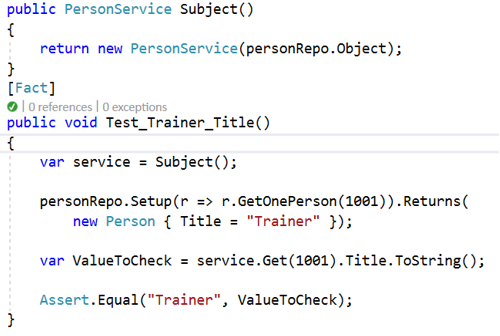 public PersonService Subject()
{
    return new PersonService(personRepo.Object);
}
[Fact]
| 0 references | 0 exceptions
public void Test_Trainer_Title()
{
    var service = Subject();
    personRepo.Setup(r => r.GetOnePerson(1001)).Returns(
        new Person { Title = "Trainer" });
    var ValueToCheck = service.Get(1001).Title.ToString();
    Assert.Equal("Trainer", ValueToCheck);
}